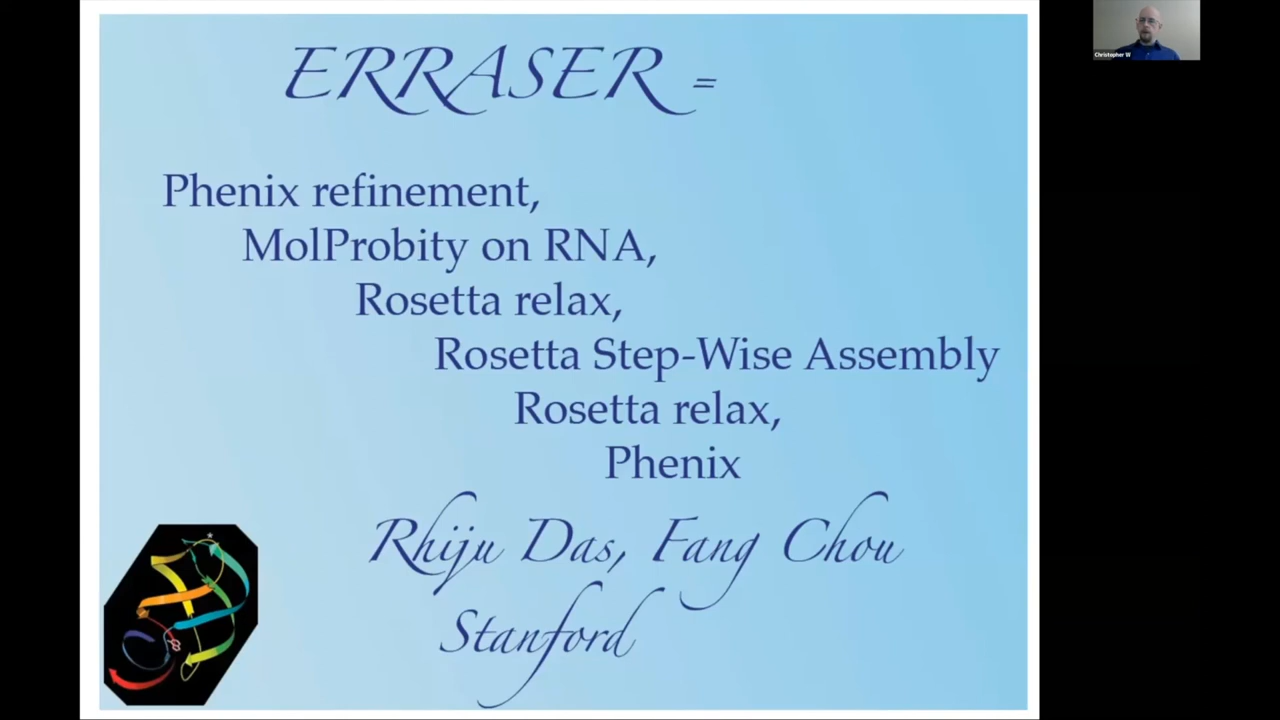 ERRASER =
Phenix refinement,
MolProbity on RNA,
Rosetta relax,
Rosetta Step-Wise Assembly
Rosetta relax,
Phenix
Rhiju Das, Fang Chou
Stanford
Christopher W